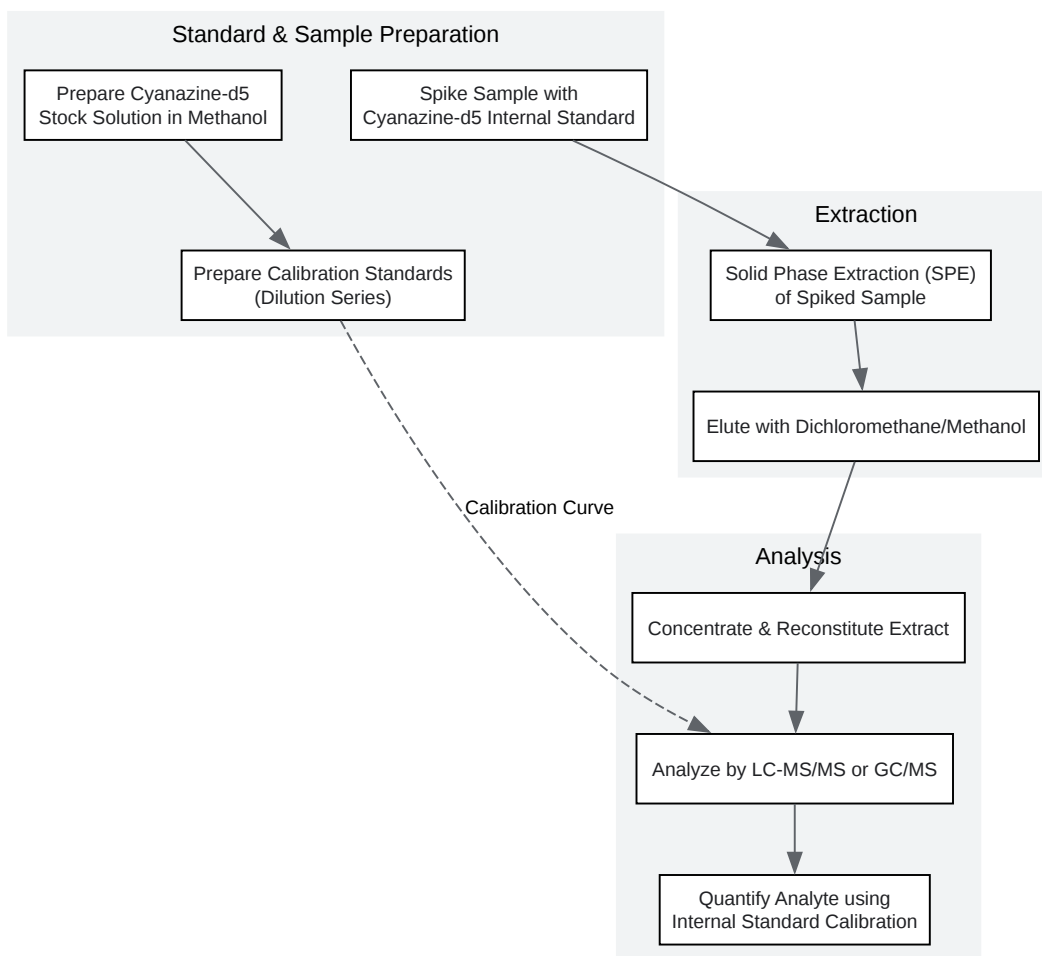 Standard & Sample Preparation
Prepare Cyanazine-d5
Stock Solution in Methanol
Spike Sample with
Cyanazine-d5 Internal Standard
Prepare Calibration Standards
(Dilution Series)
Extraction
Solid Phase Extraction (SPE)
of Spiked Sample
Elute with Dichloromethane/Methanol
Calibration Curve
Analysis
Concentrate & Reconstitute Extract
Analyze by LC-MS/MS or GC/MS
Quantify Analyte using
Internal Standard Calibration